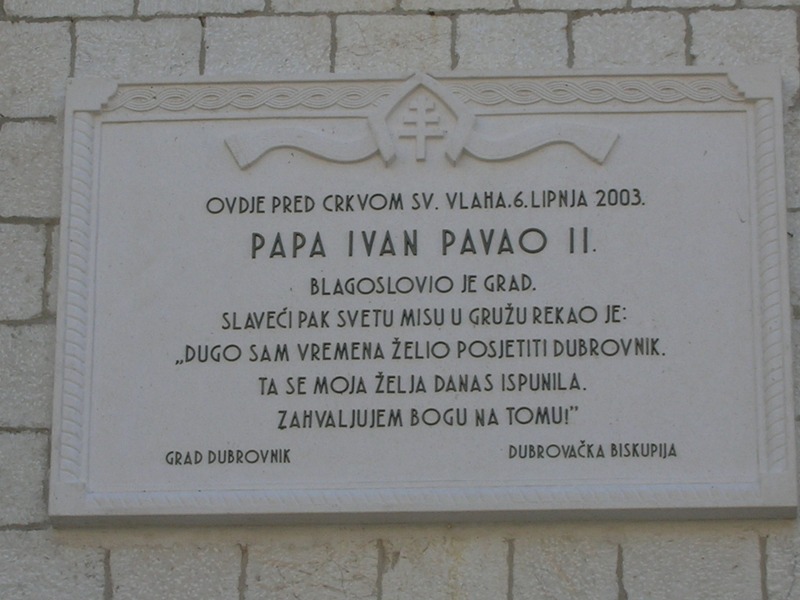 OVDJE PRED CRKVOM SV. VLAHA.6.LIPNJA 2003.
PAPA IVAN PAVAO II.
BLAGOSLOVIO JE GRAD.
SLAVEĆI PAK SVETU MISU U GRUŽU REKAO JE:
„DUGO SAM VREMENA ŽELIO POSJETITI DUBROVNIK.
TA SE MOJA ŽELJA DANAS ISPUNILA.
ZAHVALJUJEM BOGU NA TOMU!”
GRAD DUBROVNIK
DUBROVAČKA BISKUPIJA